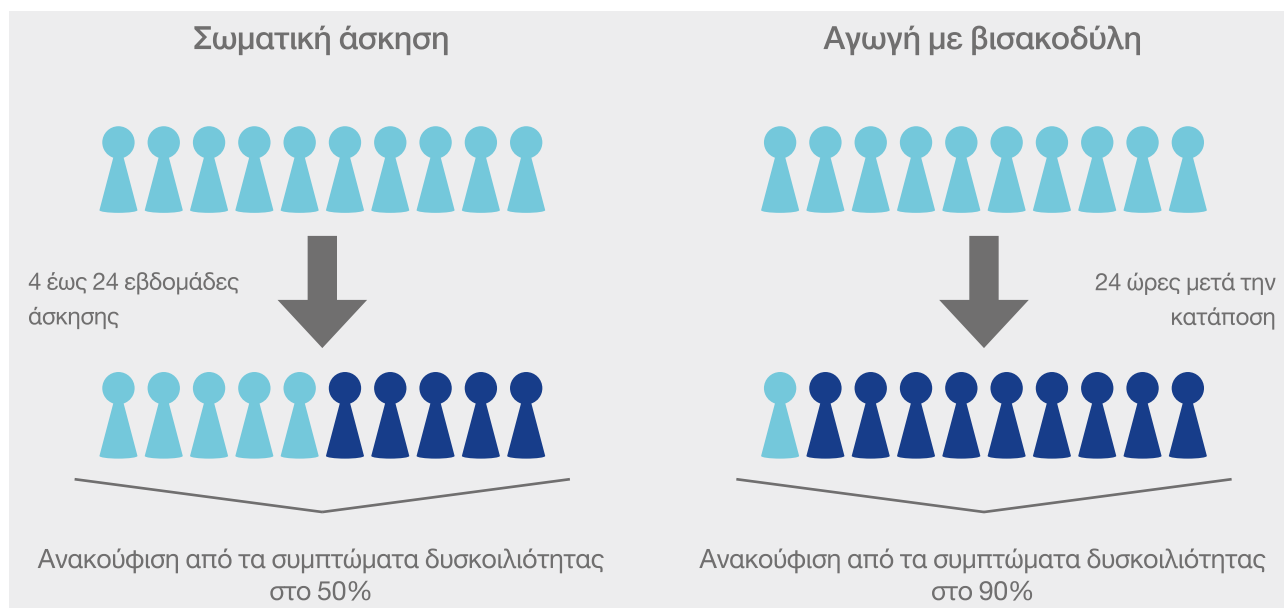 Σωματική άσκηση
4 έως 24 εβδομάδες
άσκησης
Ανακούφιση από τα συμπτώματα δυσκοιλιότητας
στο 50%
Αγωγή με βισακοδύλη
24 ώρες μετά την
κατάποση
Ανακούφιση από τα συμπτώματα δυσκοιλιότητας
στο 90%